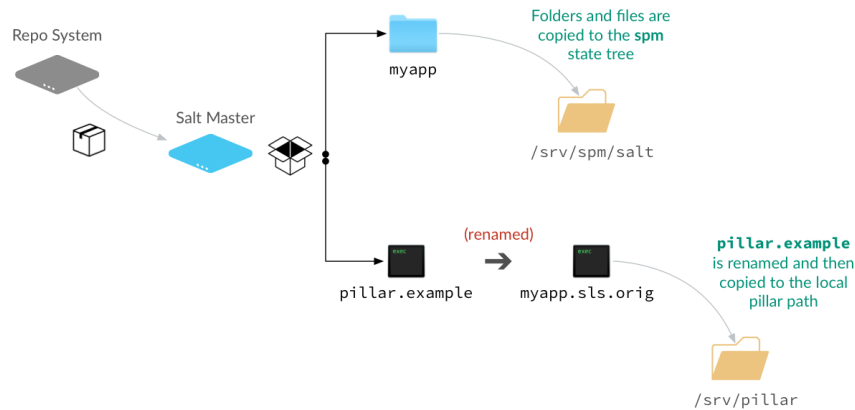 Repo System
Salt Master
myapp
Folders and files are
copied to the spm
state tree
/srv/spm/salt
exec
pillar.example
(renamed)
exec
myapp.sls.orig
pillar.example
is renamed and then
copied to the local
pillar path
/srv/pillar